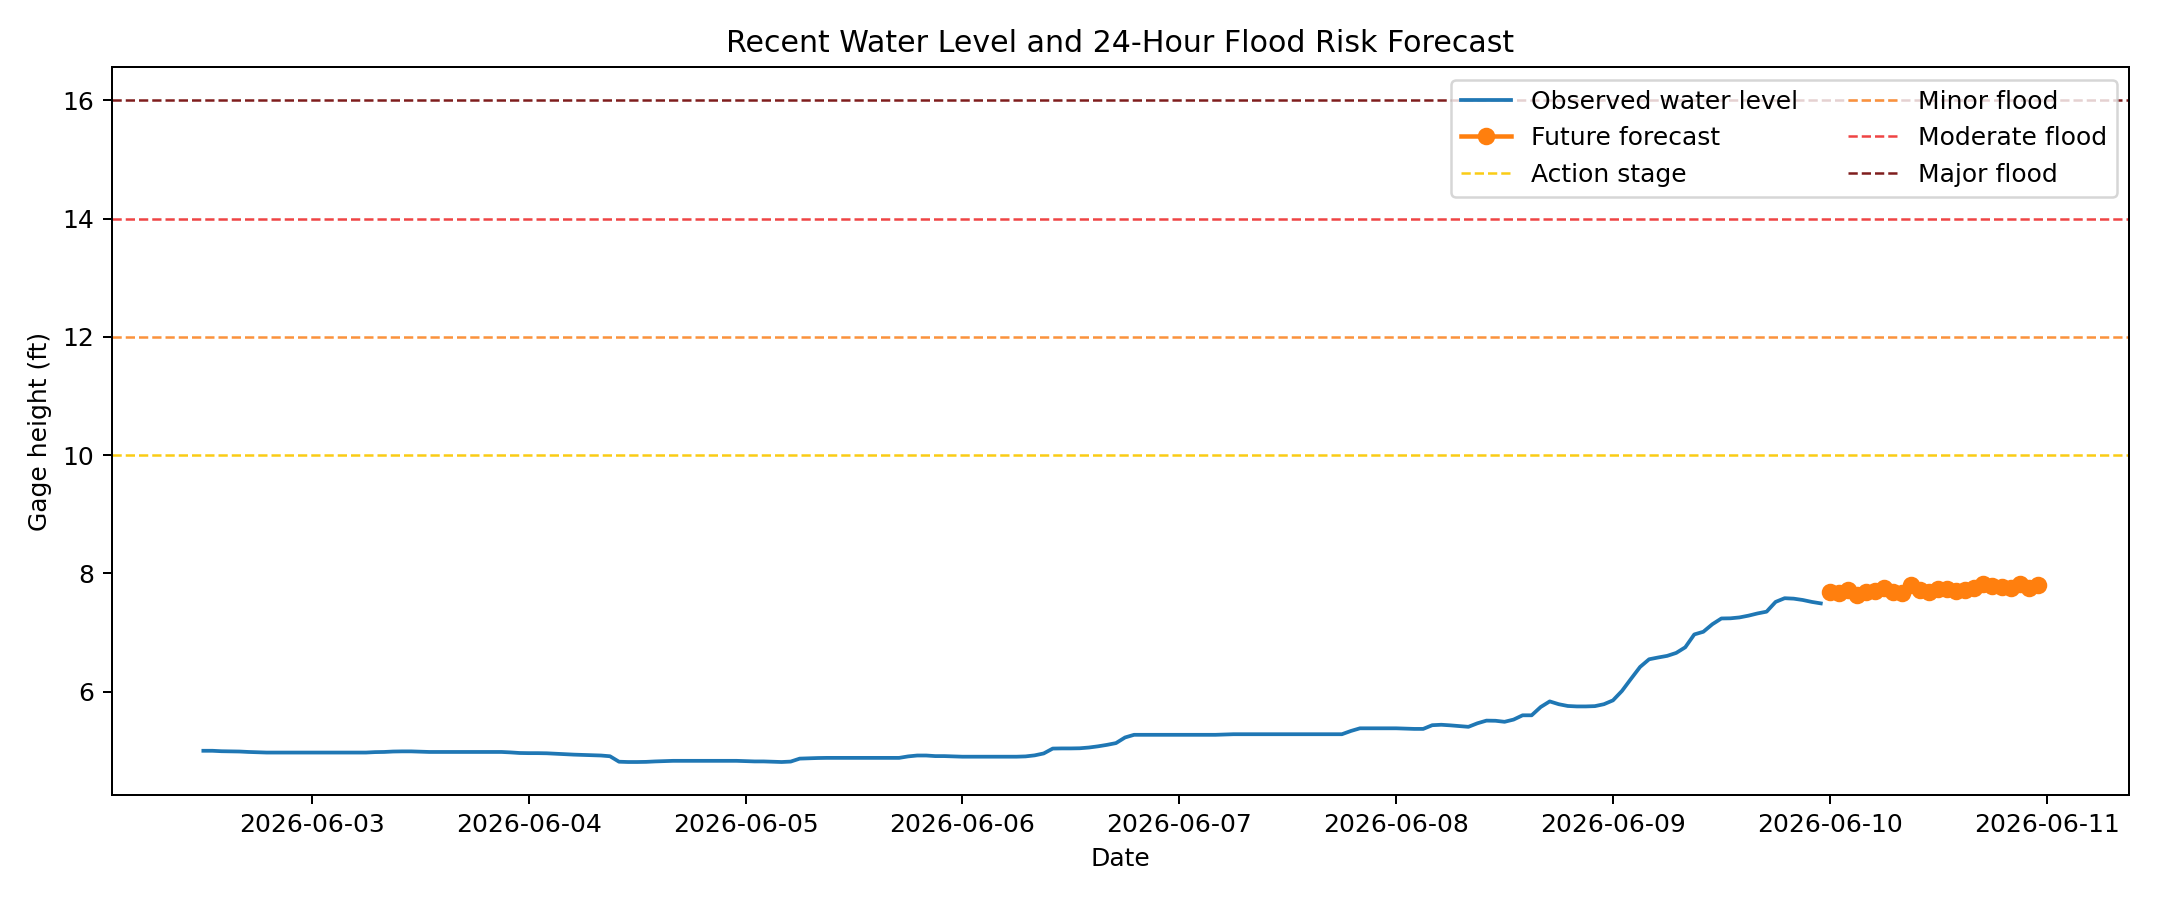 Recent Water Level and 24-Hour Flood Risk Forecast
Observed water level
Future forecast
Action stage
Minor flood
Moderate flood
Major flood
Gage height (ft)
16
14
12
10
8
6
2026-06-03
2026-06-04
2026-06-05
2026-06-06
2026-06-07
2026-06-08
2026-06-09
2026-06-10
2026-06-11
Date